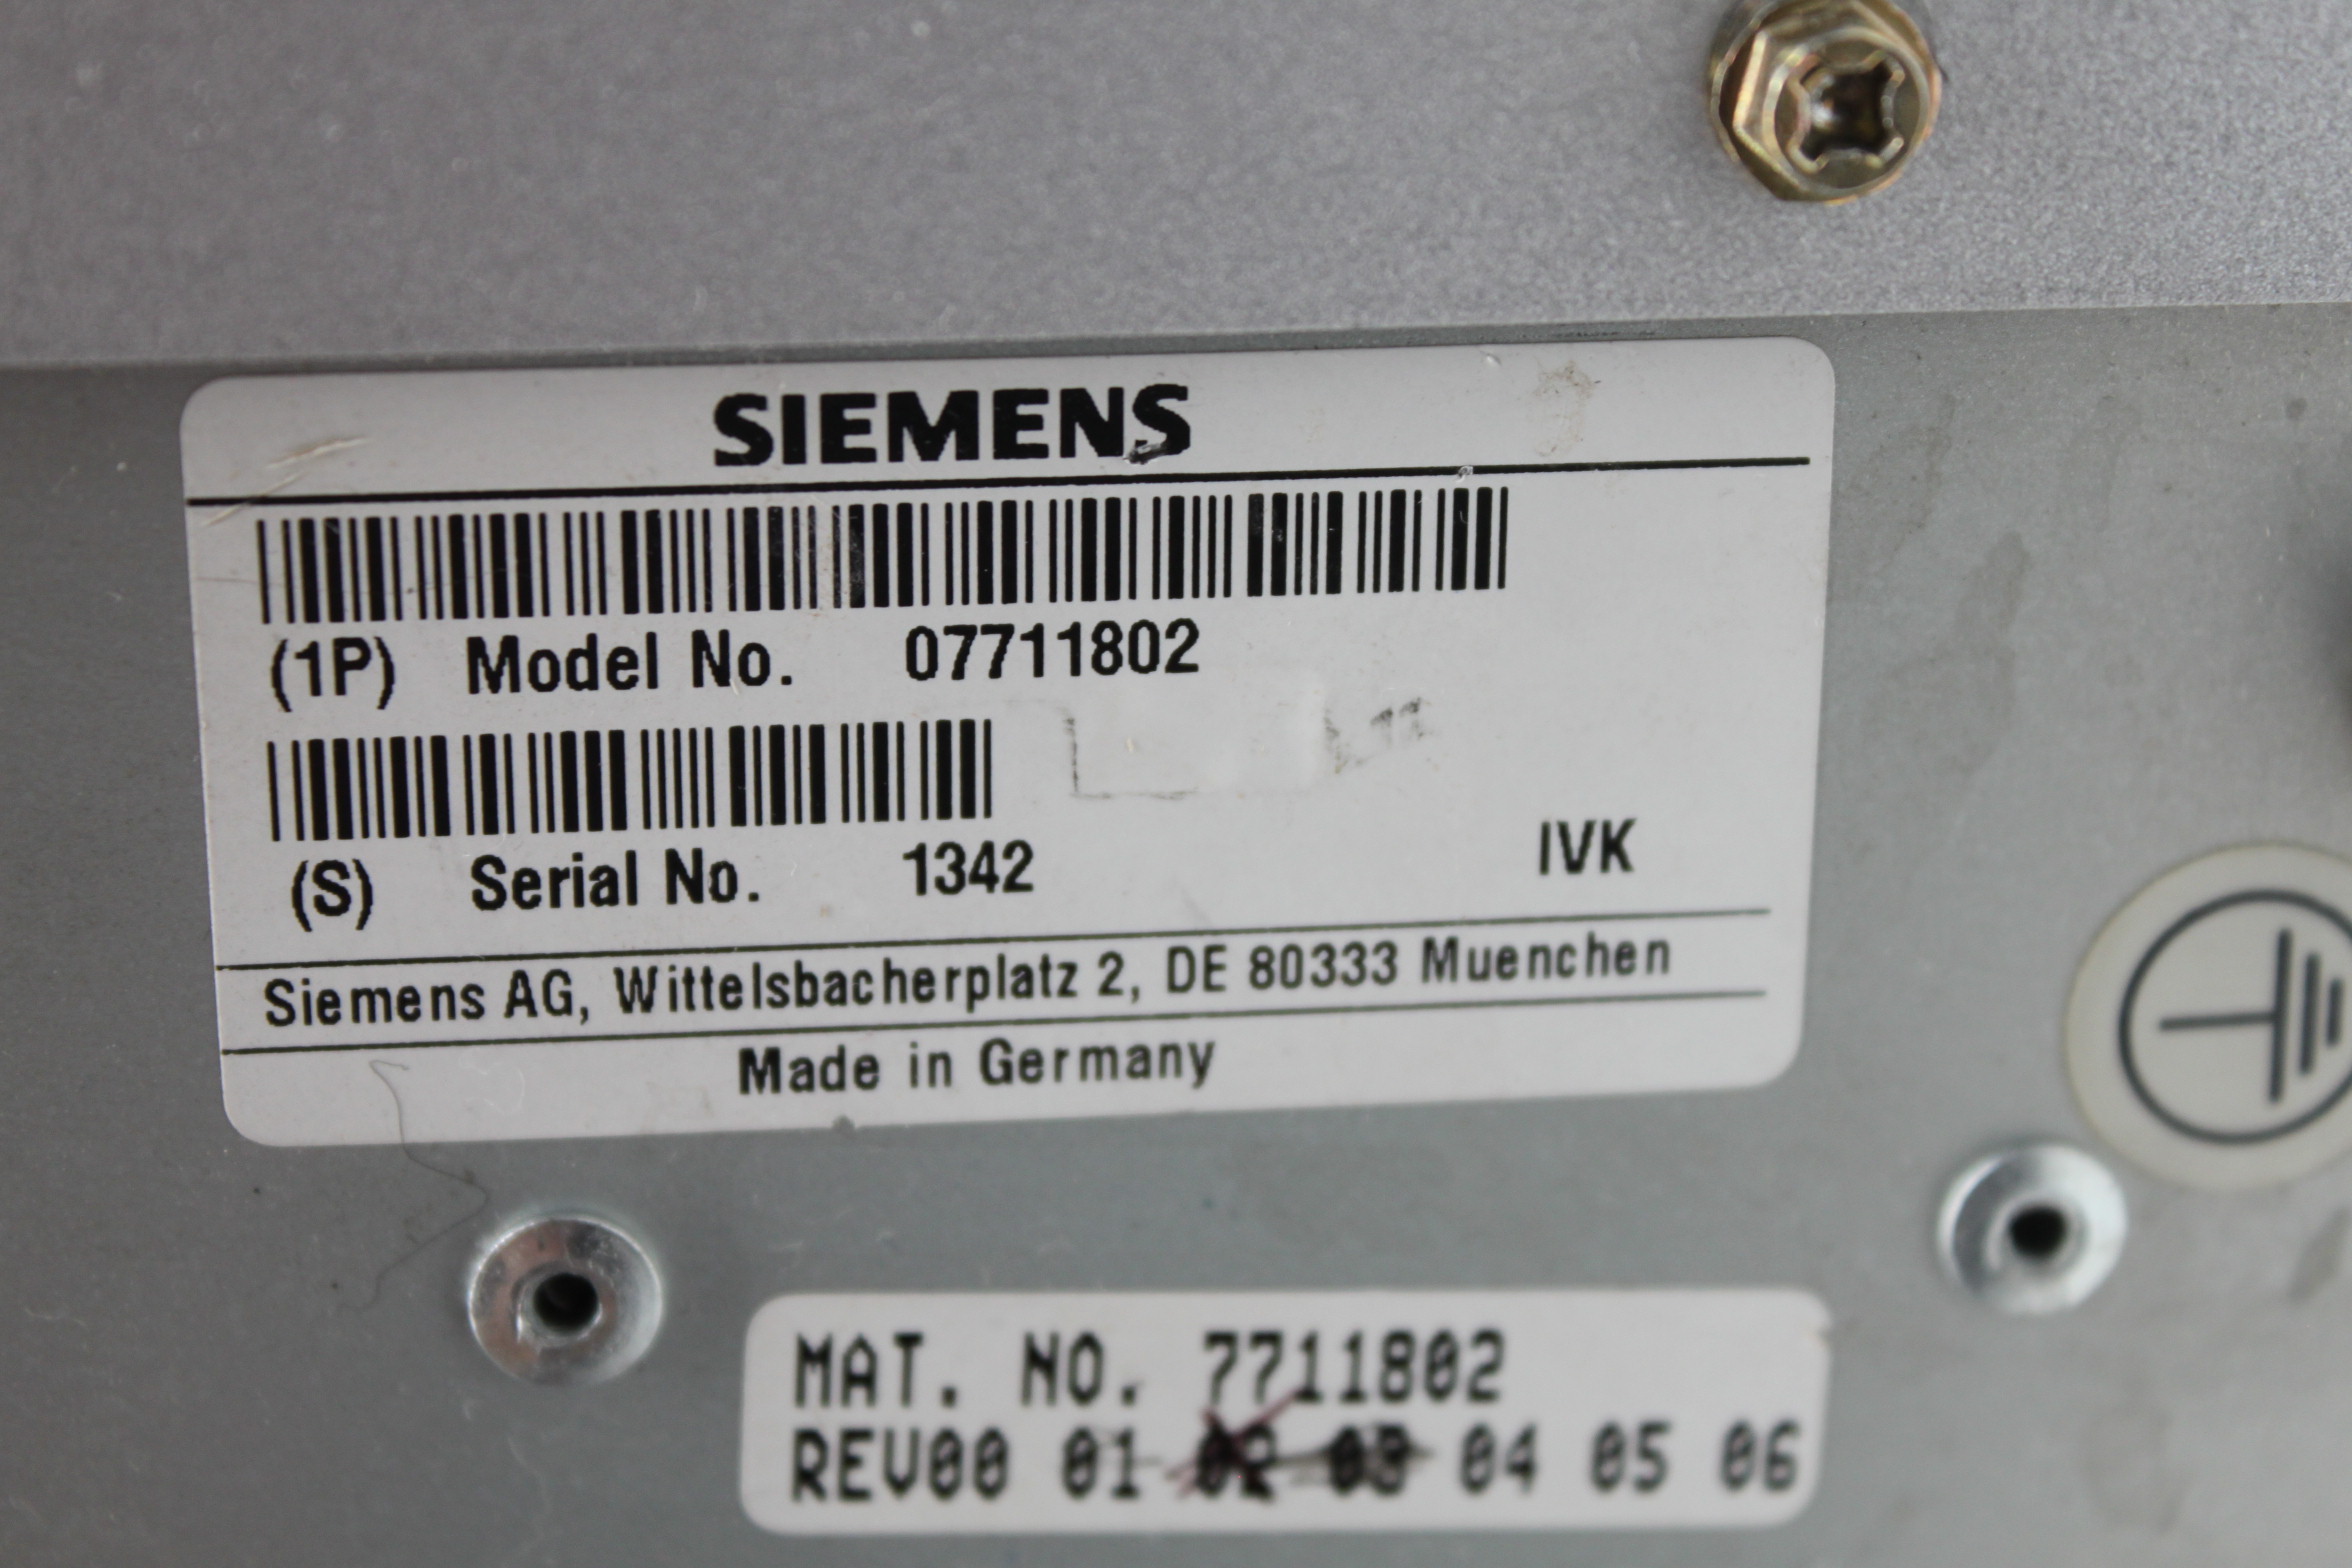 SIEMENS
(1P) Model No. 07711802
(S) Serial No. 1342 IVK
Siemens AG, Wittelsbacherplatz 2, DE 80333 Muenchen
Made in Germany
MAT. NO. 7711802
REV00 01 02 03 04 05 06